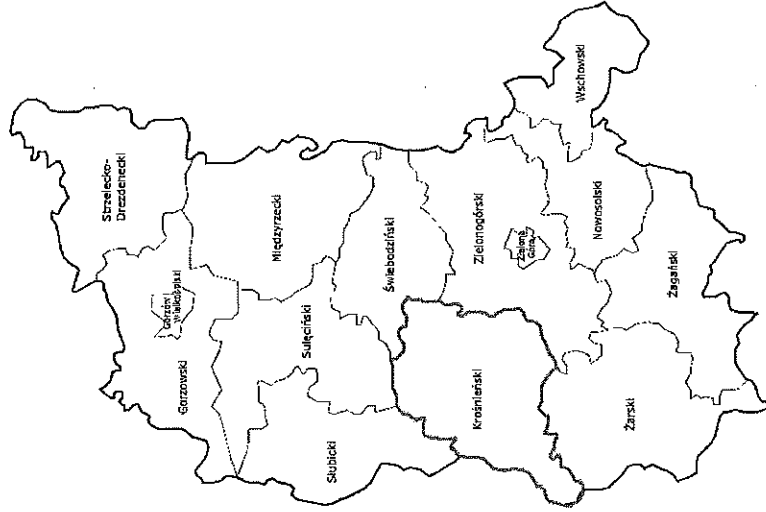 Strzelecko-
Drezdenecki
Gorzów
Wielkopolski
Gorzowski
Międzyrzecki
Sulęciński
Słubicki
Świebodziński
Krośnieński
Zielonogórski
Zielona
Góra
Wschowski
Nowosolski
Żagański
Żarski